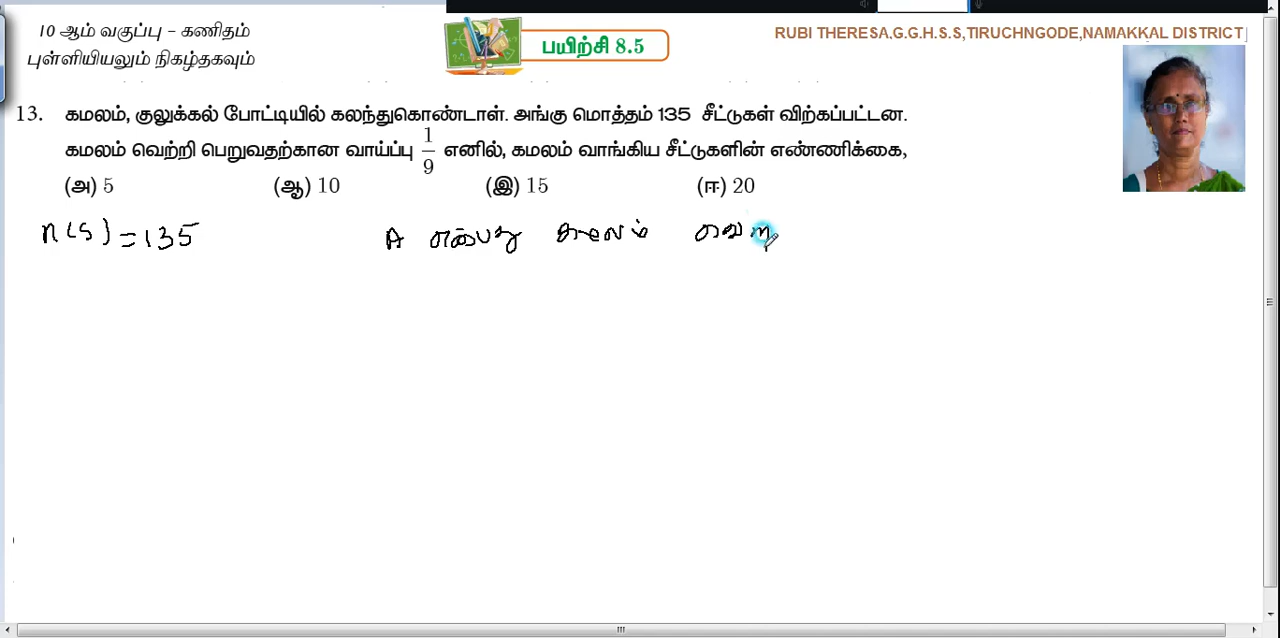 10 ஆம் வகுப்பு – கணிதம்
புள்ளியியலும் நிகழ்தகவும்
பயிற்சி 8.5
RUBI THERESA,G.G.H.S.S,TIRUCHNGODE,NAMAKKAL DISTRICT
13. கமலம், குலுக்கல் போட்டியில் கலந்துகொண்டாள். அங்கு மொத்தம் 135 சீட்டுகள் விற்கப்பட்டன.
கமலம் வெற்றி பெறுவதற்கான வாய்ப்பு 1/9 எனில், கமலம் வாங்கிய சீட்டுகளின் எண்ணிக்கை,
(அ) 5 (ஆ) 10 (இ) 15 (ஈ) 20
n(S) = 135 A என்பது கமலம்